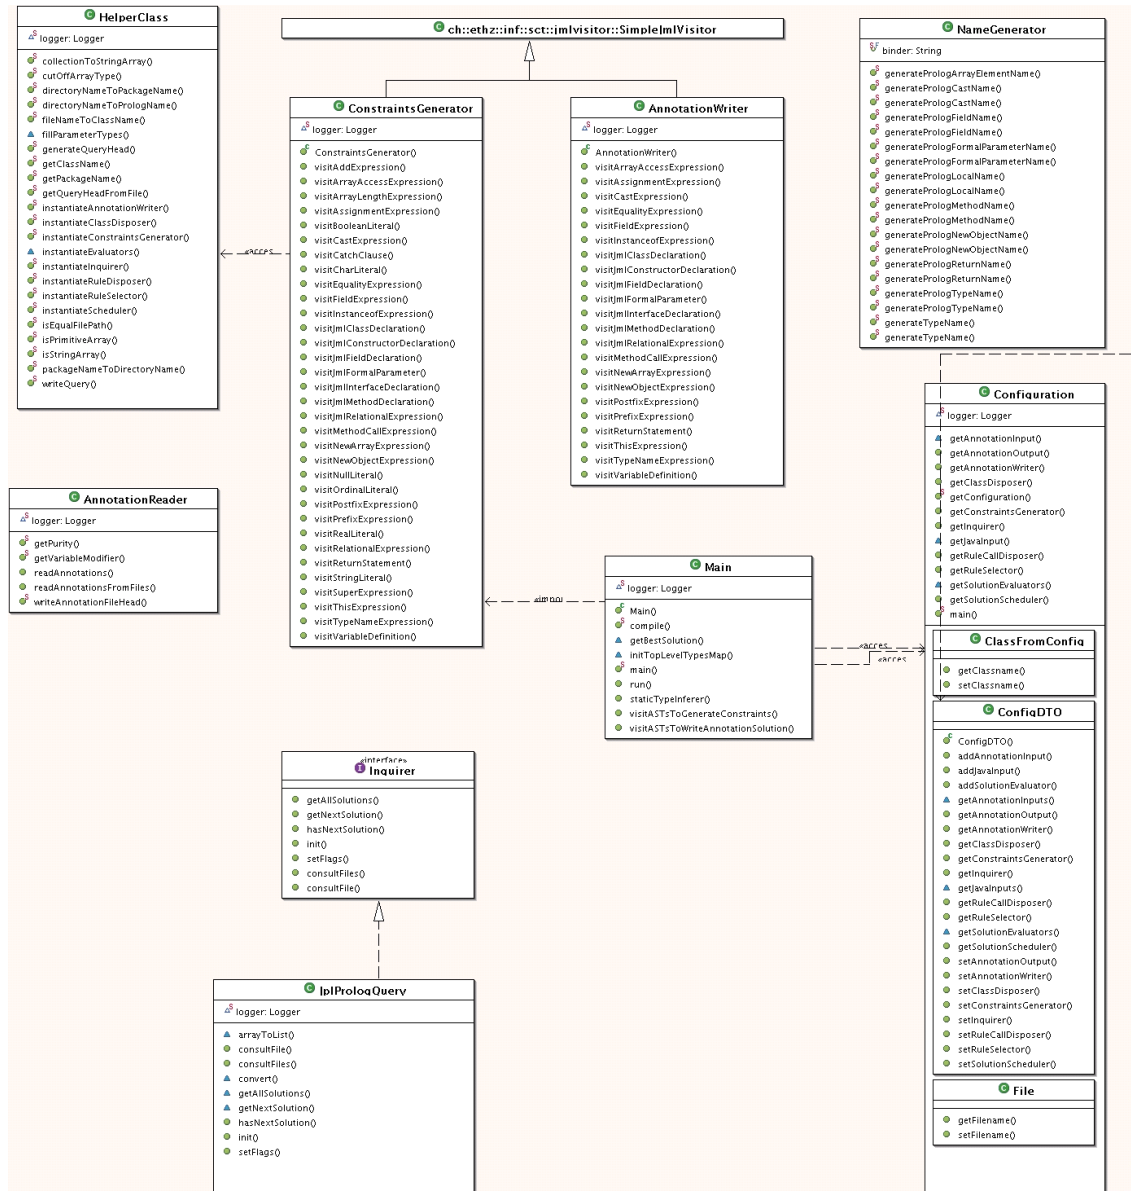 HelperClass
logger: Logger
collectionToStringArray()
cutOffArrayType()
directoryNameToPackageName()
directoryNameToPrologName()
fileNameToClassName()
fillParameterTypes()
generateQueryHead()
getClassName()
getPackageName()
getQueryHeadFromFile()
instantiateAnnotationWriter()
instantiateClassDisposer()
instantiateConstraintsGenerator()
instantiateEvaluators()
instantiateInquirer()
instantiateRuleDisposer()
instantiateRuleSelector()
instantiateScheduler()
isEqualFilePath()
isPrimitiveArray()
isStringArray()
packageNameToDirectoryName()
writeQuery()
ch::ethz::inf::sct::jmlvisitor::SimpleJmlVisitor
ConstraintsGenerator
logger: Logger
ConstraintsGenerator()
visitAddExpression()
visitArrayAccessExpression()
visitArrayLengthExpression()
visitAssignmentExpression()
visitBooleanLiteral()
visitCastExpression()
visitCatchClause()
visitCharLiteral()
visitEqualityExpression()
visitFieldExpression()
visitInstanceofExpression()
visitJmlClassDeclaration()
visitJmlConstructorDeclaration()
visitJmlFieldDeclaration()
visitJmlFormalParameter()
visitJmlInterfaceDeclaration()
visitJmlMethodDeclaration()
visitJmlRelationalExpression()
visitMethodCallExpression()
visitNewArrayExpression()
visitNewObjectExpression()
visitNullLiteral()
visitOrdinalLiteral()
visitPostfixExpression()
visitPrefixExpression()
visitRealLiteral()
visitRelationalExpression()
visitReturnStatement()
visitStringLiteral()
visitSuperExpression()
visitThisExpression()
visitTypeNameExpression()
visitVariableDefinition()
AnnotationWriter
logger: Logger
AnnotationWriter()
visitArrayAccessExpression()
visitAssignmentExpression()
visitCastExpression()
visitEqualityExpression()
visitFieldExpression()
visitInstanceofExpression()
visitJmlClassDeclaration()
visitJmlConstructorDeclaration()
visitJmlFieldDeclaration()
visitJmlFormalParameter()
visitJmlInterfaceDeclaration()
visitJmlMethodDeclaration()
visitJmlRelationalExpression()
visitMethodCallExpression()
visitNewArrayExpression()
visitNewObjectExpression()
visitPostfixExpression()
visitPrefixExpression()
visitReturnStatement()
visitThisExpression()
visitTypeNameExpression()
visitVariableDefinition()
NameGenerator
binder: String
generatePrologArrayElementName()
generatePrologCastName()
generatePrologCastName()
generatePrologFieldName()
generatePrologFieldName()
generatePrologFormalParameterName()
generatePrologFormalParameterName()
generatePrologLocalName()
generatePrologLocalName()
generatePrologMethodName()
generatePrologMethodName()
generatePrologNewObjectName()
generatePrologNewObjectName()
generatePrologReturnName()
generatePrologReturnName()
generatePrologTypeName()
generatePrologTypeName()
generateTypeName()
generateTypeName()
«acces
AnnotationReader
logger: Logger
getPurity()
getVariableModifier()
readAnnotations()
readAnnotationsFromFiles()
writeAnnotationFileHead()
«impo
Main
logger: Logger
Main()
compile()
getBestSolution()
initTopLevelTypesMap()
main()
run()
staticTypeInferer()
visitASTsToGenerateConstraints()
visitASTsToWriteAnnotationSolution()
«acces
«acces
Configuration
logger: Logger
getAnnotationInput()
getAnnotationOutput()
getAnnotationWriter()
getClassDisposer()
getConfiguration()
getConstraintsGenerator()
getInquirer()
getJavaInput()
getRuleCallDisposer()
getRuleSelector()
getSolutionEvaluators()
getSolutionScheduler()
main()
ClassFromConfig
getClassname()
setClassname()
ConfigDTO
ConfigDTO()
addAnnotationInput()
addJavaInput()
addSolutionEvaluator()
getAnnotationInputs()
getAnnotationOutput()
getAnnotationWriter()
getClassDisposer()
getConstraintsGenerator()
getInquirer()
getJavaInputs()
getRuleCallDisposer()
getRuleSelector()
getSolutionEvaluators()
getSolutionScheduler()
setAnnotationOutput()
setAnnotationWriter()
setClassDisposer()
setConstraintsGenerator()
setInquirer()
setRuleCallDisposer()
setRuleSelector()
setSolutionScheduler()
File
getFilename()
setFilename()
«interface»
Inquirer
getAllSolutions()
getNextSolution()
hasNextSolution()
init()
setFlags()
consultFiles()
consultFile()
JplPrologQuery
logger: Logger
arrayToList()
consultFile()
consultFiles()
convert()
getAllSolutions()
getNextSolution()
hasNextSolution()
init()
setFlags()